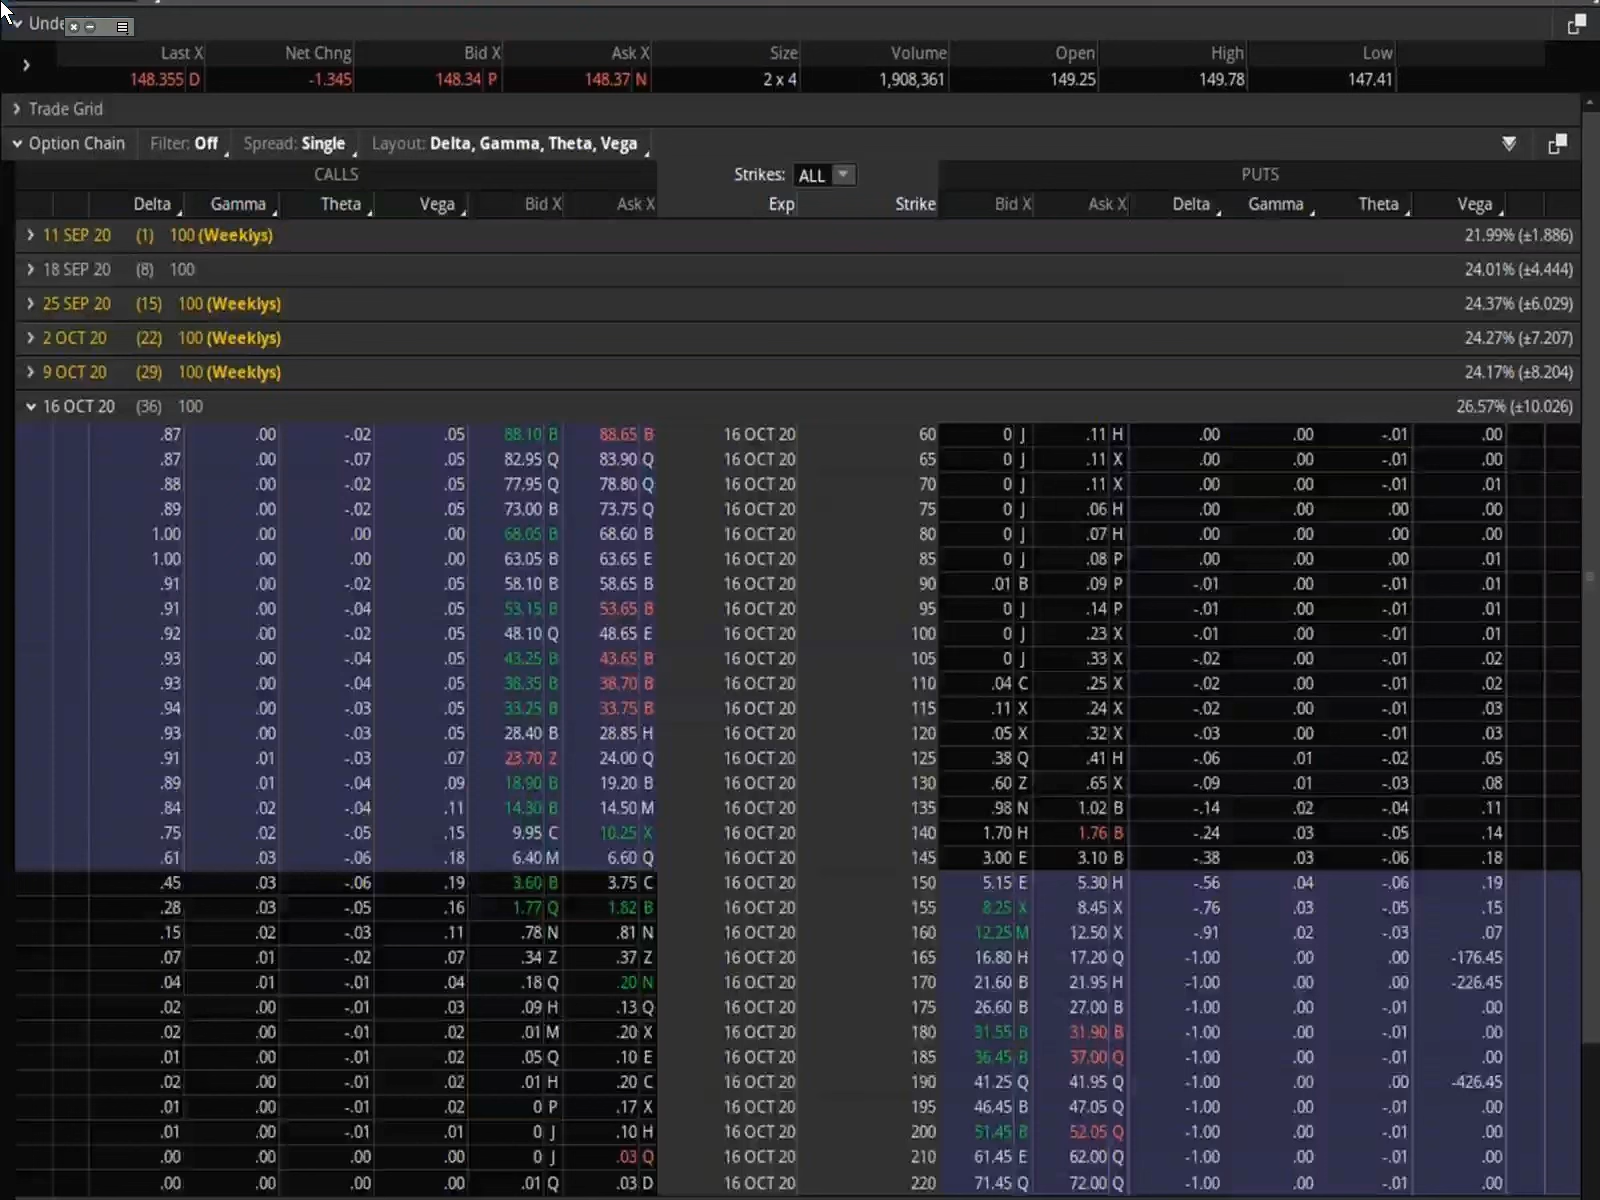 Unde
Last X Net Chng Bid X Ask X Size Volume Open High Low
148.355 D -1.345 148.34 P 148.37 N 2 x 4 1,908,361 149.25 149.78 147.41
Trade Grid
Option Chain Filter: Off Spread: Single Layout: Delta, Gamma, Theta, Vega
CALLS Strikes: ALL PUTS
Delta Gamma Theta Vega Bid X Ask X Exp Strike Bid X Ask X Delta Gamma Theta Vega
11 SEP 20 (1) 100 (Weeklys) 21.99% (±1.886)
18 SEP 20 (8) 100 24.01% (±4.444)
25 SEP 20 (15) 100 (Weeklys) 24.37% (±6.029)
2 OCT 20 (22) 100 (Weeklys) 24.27% (±7.207)
9 OCT 20 (29) 100 (Weeklys) 24.17% (±8.204)
16 OCT 20 (36) 100 26.57% (±10.026)
.87 .00 -.02 .05 88.10 B 88.65 B 16 OCT 20 60 0 J .11 H .00 .00 -.01 .00
.87 .00 -.07 .05 82.95 Q 83.90 Q 16 OCT 20 65 0 J .11 X .00 .00 -.01 .00
.88 .00 -.02 .05 77.95 Q 78.80 Q 16 OCT 20 70 0 J .11 X .00 .00 -.01 .01
.89 .00 -.02 .05 73.00 B 73.75 Q 16 OCT 20 75 0 J .06 H .00 .00 .00 .00
1.00 .00 .00 .00 68.05 B 68.60 B 16 OCT 20 80 0 J .07 H .00 .00 .00 .00
1.00 .00 .00 .00 63.05 B 63.65 E 16 OCT 20 85 0 J .08 P .00 .00 .00 .01
.91 .00 -.02 .05 58.10 B 58.65 B 16 OCT 20 90 .01 B .09 P -.01 .00 -.01 .01
.91 .00 -.04 .05 53.15 B 53.65 B 16 OCT 20 95 0 J .14 P -.01 .00 -.01 .01
.92 .00 -.02 .05 48.10 Q 48.65 E 16 OCT 20 100 0 J .23 X -.01 .00 -.01 .01
.93 .00 -.04 .05 43.25 B 43.65 B 16 OCT 20 105 0 J .33 X -.02 .00 -.01 .02
.93 .00 -.04 .05 38.35 B 38.70 B 16 OCT 20 110 .04 C .25 X -.02 .00 -.01 .02
.94 .00 -.03 .05 33.25 B 33.75 B 16 OCT 20 115 .11 X .24 X -.02 .00 -.01 .03
.93 .00 -.03 .05 28.40 B 28.85 H 16 OCT 20 120 .05 X .32 X -.03 .00 -.01 .03
.91 .01 -.03 .07 23.70 Z 24.00 Q 16 OCT 20 125 .38 Q .41 H -.06 .01 -.02 .05
.89 .01 -.04 .09 18.90 B 19.20 B 16 OCT 20 130 .60 Z .65 X -.09 .01 -.03 .08
.84 .02 -.04 .11 14.30 B 14.50 M 16 OCT 20 135 .98 N 1.02 B -.14 .02 -.04 .11
.75 .02 -.05 .15 9.95 C 10.25 X 16 OCT 20 140 1.70 H 1.76 B -.24 .03 -.05 .14
.61 .03 -.06 .18 6.40 M 6.60 Q 16 OCT 20 145 3.00 E 3.10 B -.38 .03 -.06 .18
.45 .03 -.06 .19 3.60 B 3.75 C 16 OCT 20 150 5.15 E 5.30 H -.56 .04 -.06 .19
.28 .03 -.05 .16 1.77 Q 1.82 B 16 OCT 20 155 8.25 X 8.45 X -.76 .03 -.05 .15
.15 .02 -.03 .11 .78 N .81 N 16 OCT 20 160 12.25 M 12.50 X -.91 .02 -.03 .07
.07 .01 -.02 .07 .34 Z .37 Z 16 OCT 20 165 16.80 H 17.20 Q -1.00 .00 .00 -176.45
.04 .01 -.01 .04 .18 Q .20 N 16 OCT 20 170 21.60 B 21.95 H -1.00 .00 .00 -226.45
.02 .00 -.01 .03 .09 H .13 Q 16 OCT 20 175 26.60 B 27.00 B -1.00 .00 -.01 .00
.02 .00 -.01 .02 .01 M .20 X 16 OCT 20 180 31.55 B 31.90 B -1.00 .00 -.01 .00
.01 .00 -.01 .02 .05 Q .10 E 16 OCT 20 185 36.45 B 37.00 Q -1.00 .00 -.01 .00
.02 .00 -.01 .02 .01 H .20 C 16 OCT 20 190 41.25 Q 41.95 Q -1.00 .00 .00 -426.45
.01 .00 -.01 .02 0 P .17 X 16 OCT 20 195 46.45 B 47.05 Q -1.00 .00 -.01 .00
.01 .00 -.01 .01 0 J .10 H 16 OCT 20 200 51.45 B 52.05 Q -1.00 .00 -.01 .00
.00 .00 .00 .00 0 J .03 Q 16 OCT 20 210 61.45 E 62.00 Q -1.00 .00 -.01 .00
.00 .00 .00 .00 .01 Q .03 D 16 OCT 20 220 71.45 Q 72.00 Q -1.00 .00 -.01 .00